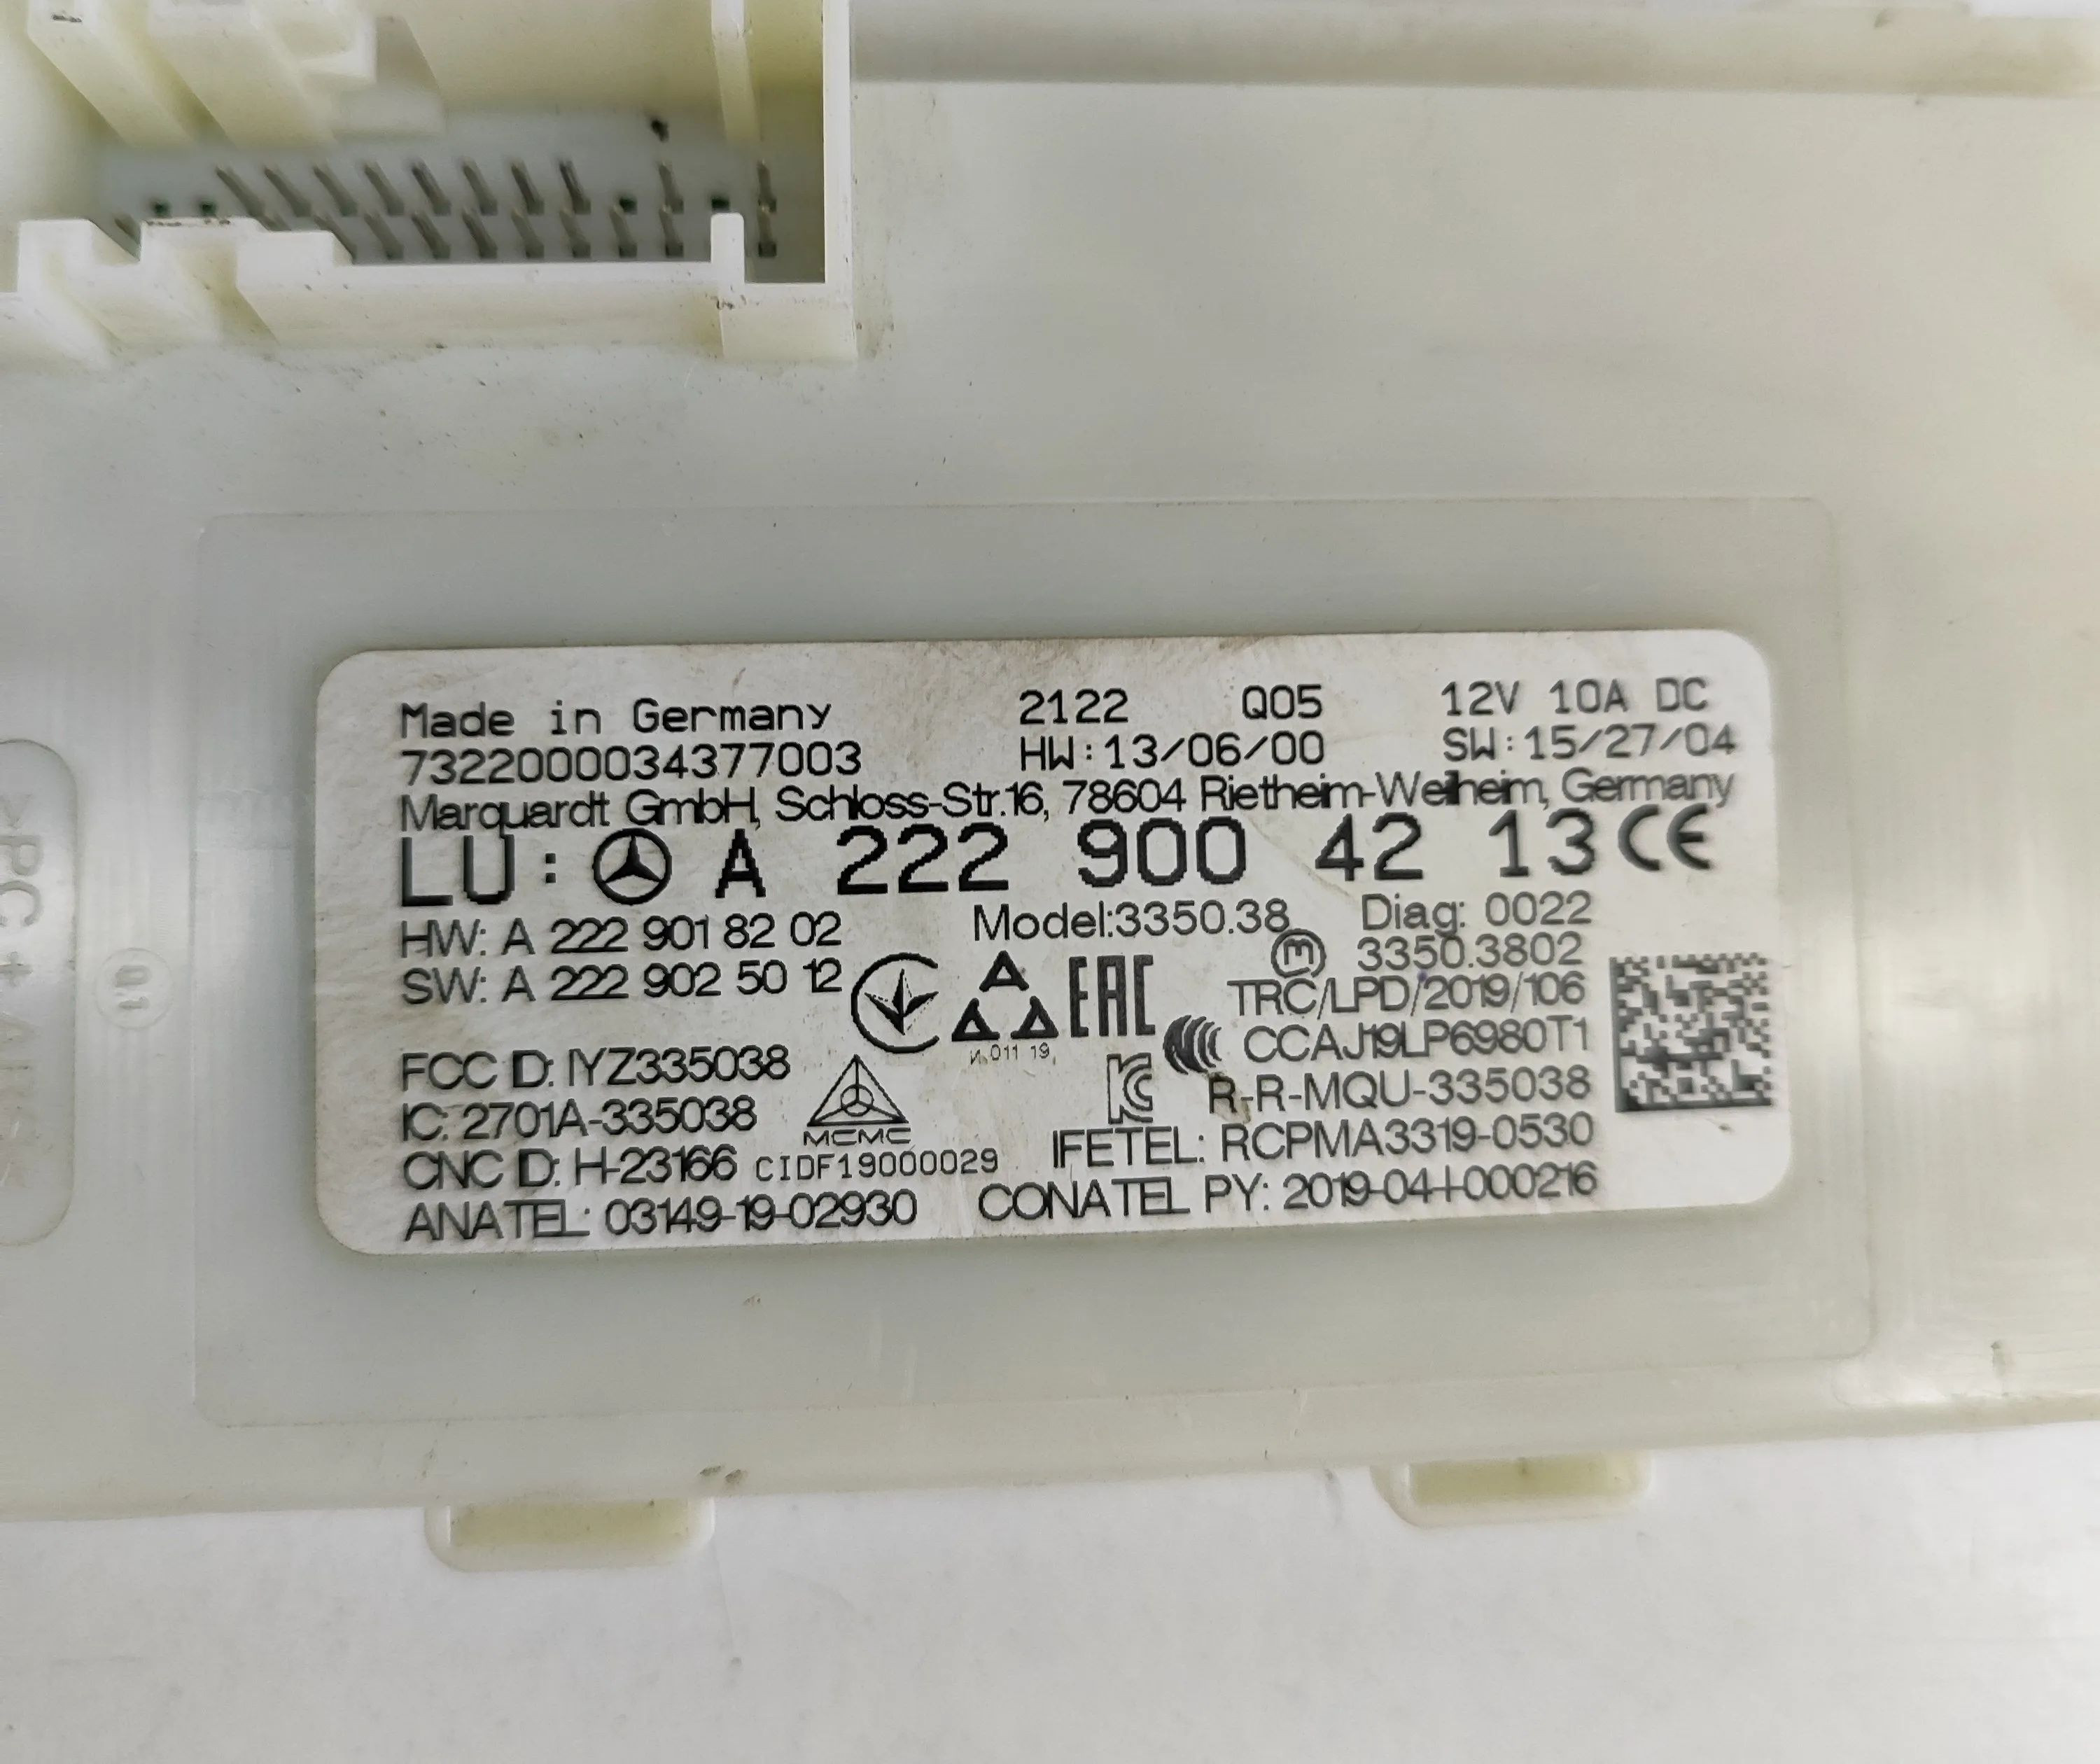 Made in Germany 2122 Q05 12V 10A DC
7322000034377003 HW:13/06/00 SW:15/27/04
Marquardt GmbH, Schloss-Str.16, 78604 Rietheim-Weilheim, Germany
LU: A 222 900 42 13 CE
HW: A 222 901 82 02 Model:3350.38 Diag: 0022
SW: A 222 902 50 12 3350.3802
EAC TRC/LPD/2019/106
И 011 19
CCAJ19LP6980T1
FCC ID: IYZ335038 R-R-MQU-335038
IC: 2701A-335038 MCMC IFETEL: RCPMA3319-0530
CNC ID: H-23166 CIDF19000029
ANATEL: 03149-19-02930 CONATEL PY: 2019-04-I-000216